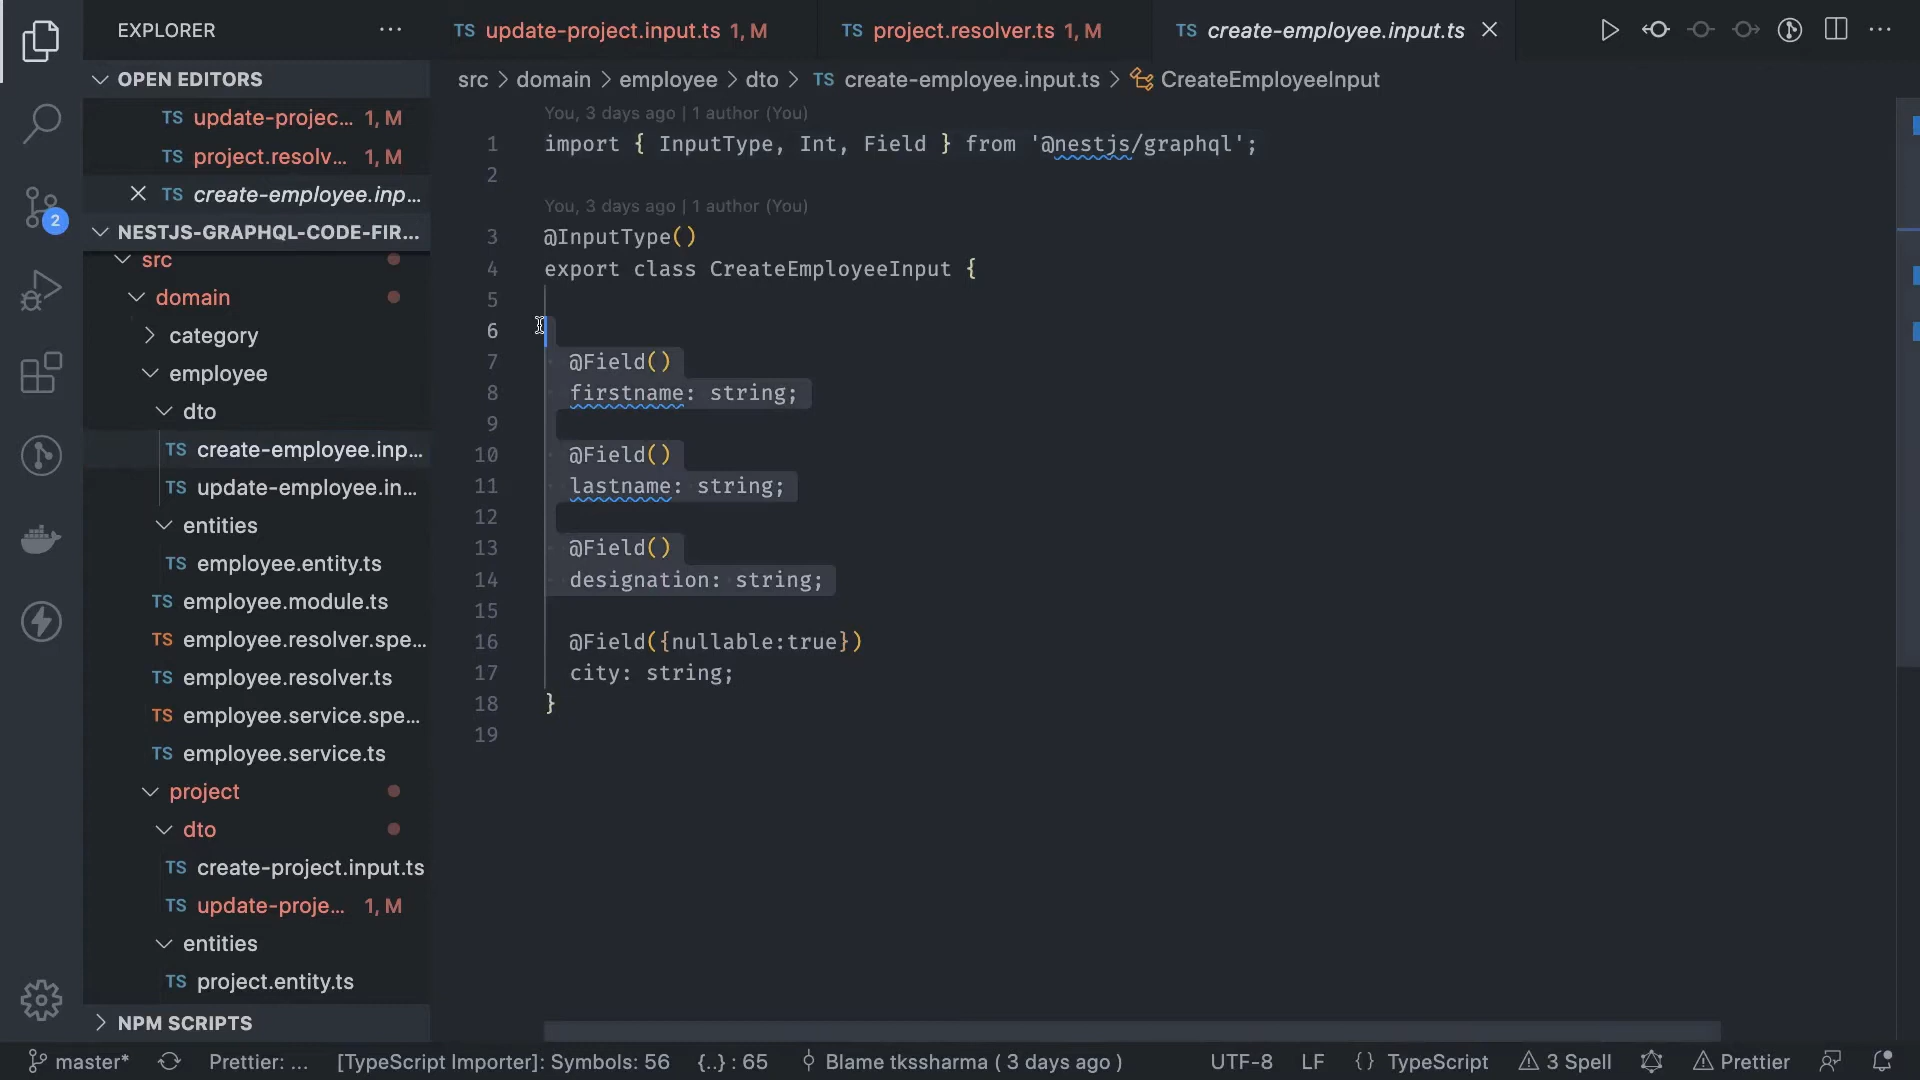 EXPLORER
OPEN EDITORS
TS update-projec... 1, M
TS project.resolv... 1, M
TS create-employee.inp...
NESTJS-GRAPHQL-CODE-FIR...
src
domain
category
employee
dto
TS create-employee.inp...
TS update-employee.in...
entities
TS employee.entity.ts
TS employee.module.ts
TS employee.resolver.spe...
TS employee.resolver.ts
TS employee.service.spe...
TS employee.service.ts
project
dto
TS create-project.input.ts
TS update-proje... 1, M
entities
TS project.entity.ts
NPM SCRIPTS
2
TS update-project.input.ts 1, M
TS project.resolver.ts 1, M
TS create-employee.input.ts
src > domain > employee > dto > TS create-employee.input.ts > CreateEmployeeInput
You, 3 days ago | 1 author (You)
1 import { InputType, Int, Field } from '@nestjs/graphql';
2
You, 3 days ago | 1 author (You)
3 @InputType()
4 export class CreateEmployeeInput {
5
6
7 @Field()
8 firstname: string;
9
10 @Field()
11 lastname: string;
12
13 @Field()
14 designation: string;
15
16 @Field({nullable:true})
17 city: string;
18 }
19
master* Prettier: ... [TypeScript Importer]: Symbols: 56 {..} : 65 Blame tkssharma ( 3 days ago ) UTF-8 LF {} TypeScript 3 Spell Prettier